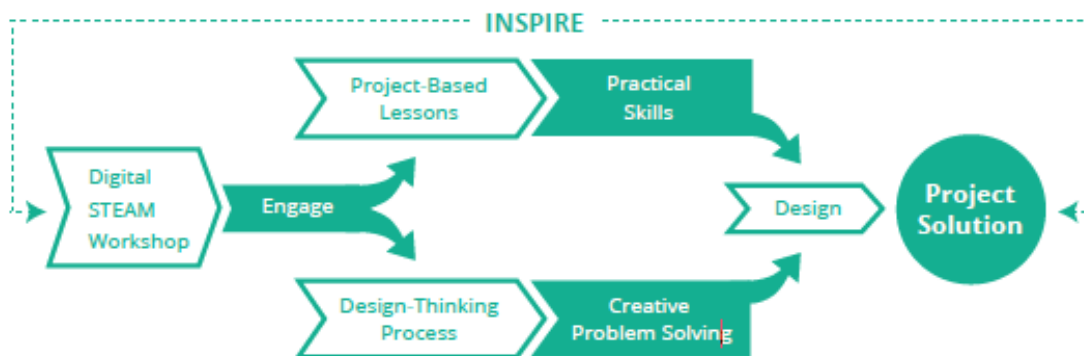 INSPIRE
Project-Based
Lessons
Practical
Skills
Digital
STEAM
Workshop
Engage
Design
Project
Solution
Design-Thinking
Process
Creative
Problem Solving